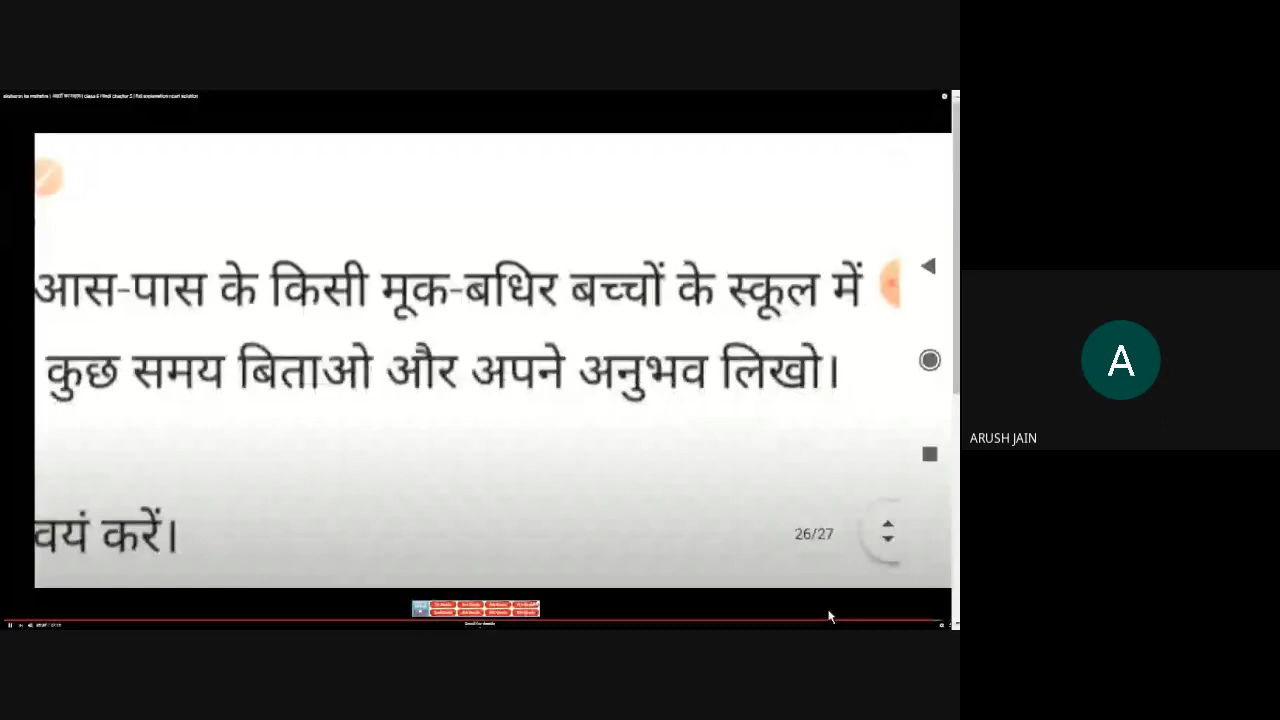 आस-पास के किसी मूक-बधिर बच्चों के स्कूल में
कुछ समय बिताओ और अपने अनुभव लिखो।
वयं करें।
26/27
A
ARUSH JAIN